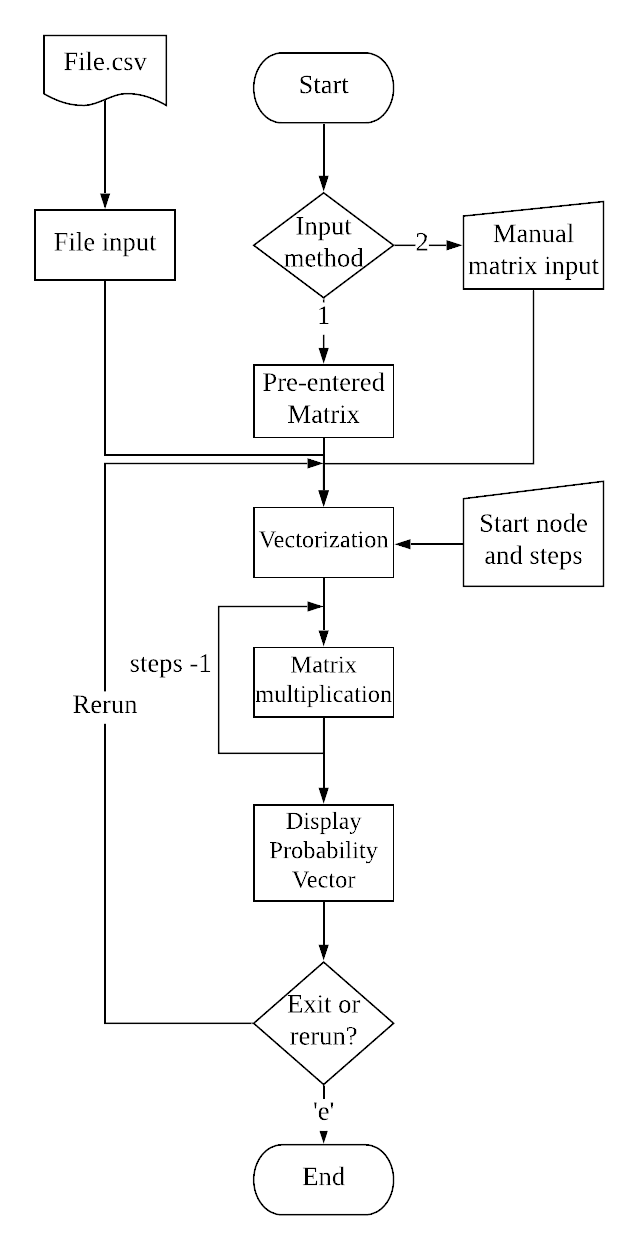 File.csv
Start
File input
Input
method
2
Manual
matrix input
1
Pre-entered
Matrix
Vectorization
Start node
and steps
steps -1
Matrix
multiplication
Rerun
Display
Probability
Vector
Exit or
rerun?
'e'
End